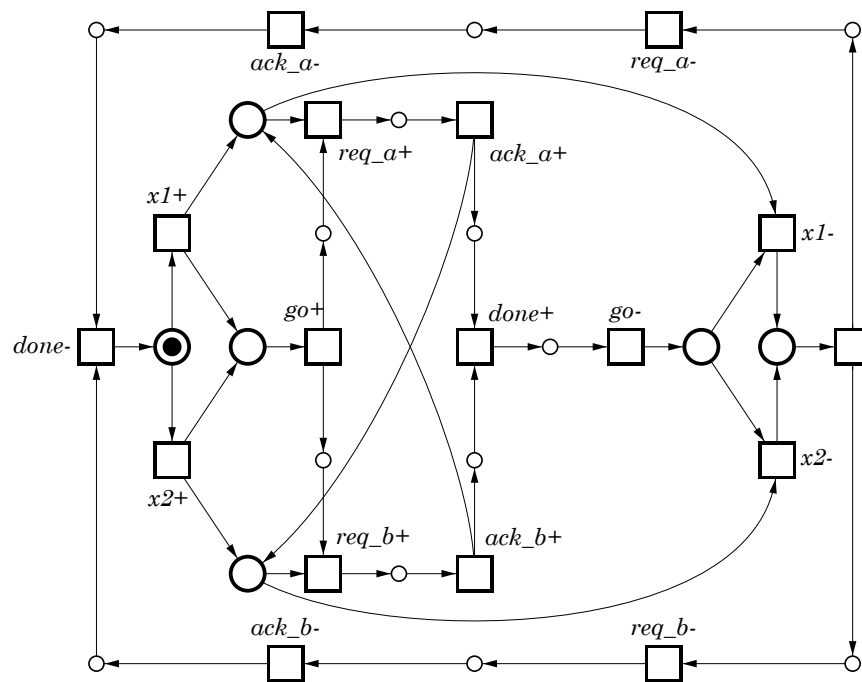 ack_a-
req_a-
req_a+
ack_a+
x1+
x1-
go+
done+
go-
done-
x2+
x2-
req_b+
ack_b+
ack_b-
req_b-